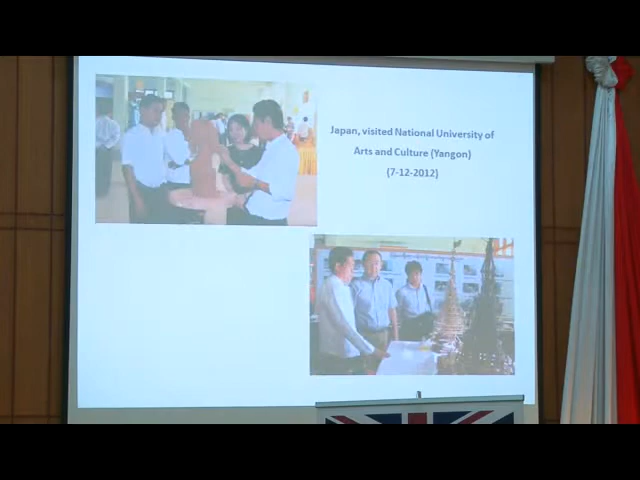 Japan, visited National University of
Arts and Culture (Yangon)
(7-12-2012)